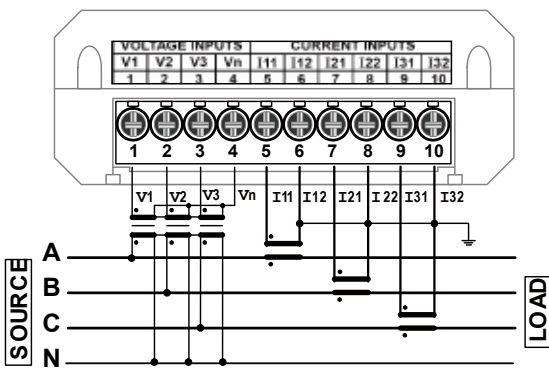 VOLTAGE INPUTS CURRENT INPUTS
V1 V2 V3 Vn I11 I12 I21 I22 I31 I32
1 2 3 4 5 6 7 8 9 10
1 2 3 4 5 6 7 8 9 10
V1 V2 V3 Vn I11 I12 I21 I22 I31 I32
SOURCE
A
B
C
N
LOAD